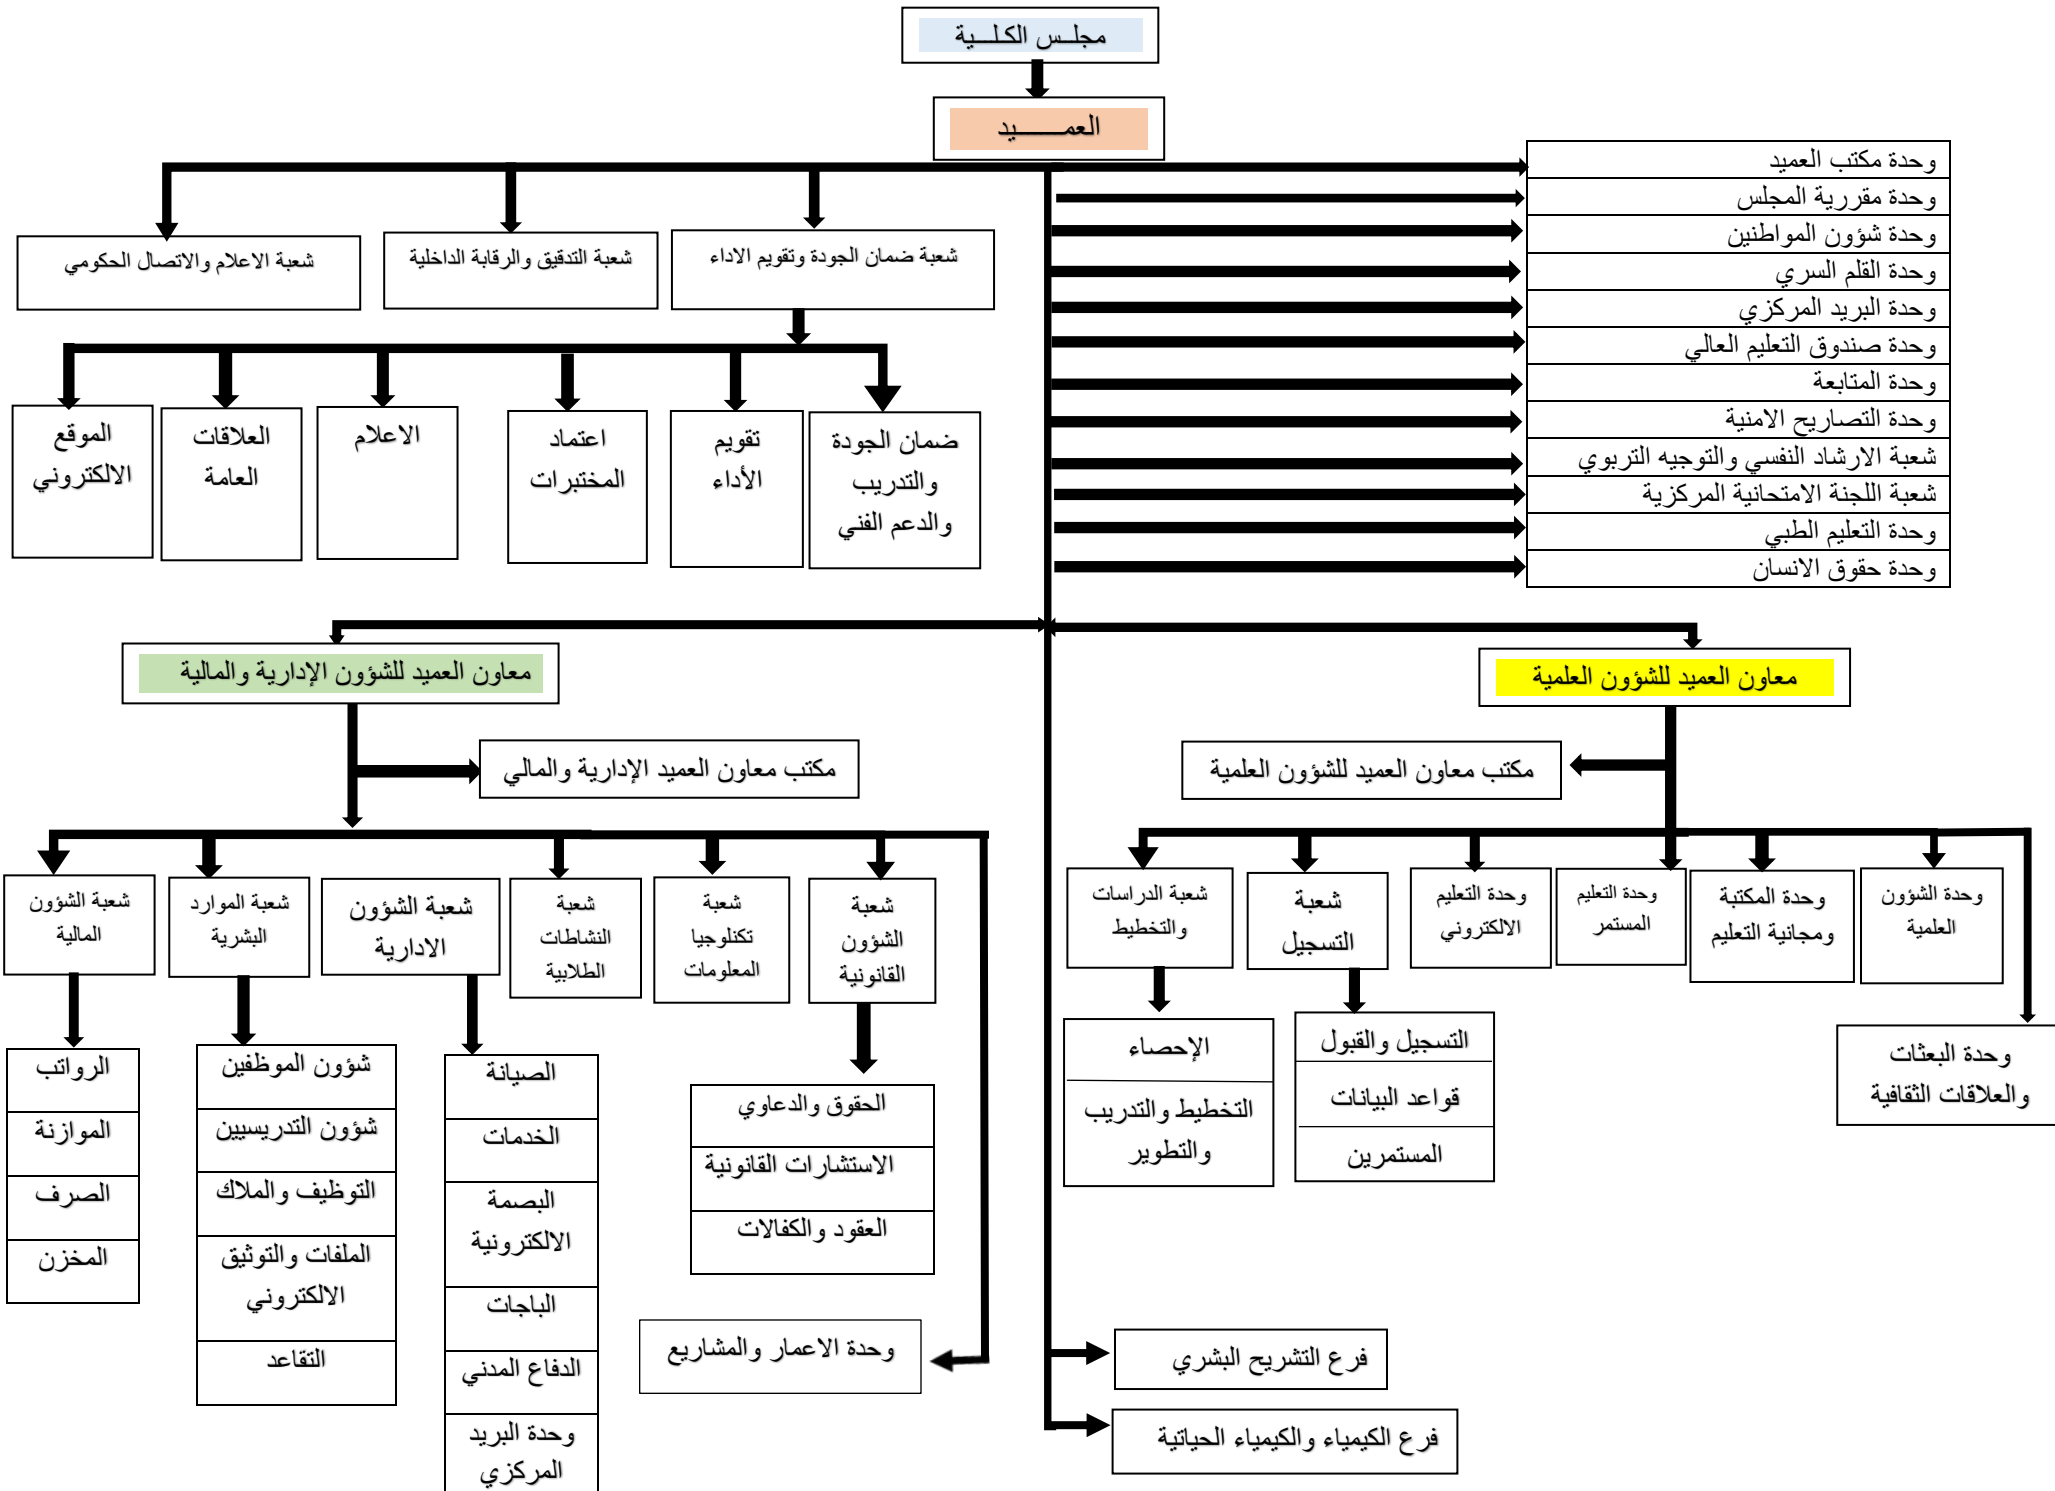 مجلس الكلية
العميد
وحدة مكتب العميد
وحدة مقررية المجلس
وحدة شؤون المواطنين
وحدة القلم السري
وحدة البريد المركزي
وحدة صندوق التعليم العالي
وحدة المتابعة
وحدة التصاريح الامنية
شعبة الارشاد النفسي والتوجيه التربوي
شعبة اللجنة الامتحانية المركزية
وحدة التعليم الطبي
وحدة حقوق الانسان
شعبة ضمان الجودة وتقويم الاداء
شعبة التدقيق والرقابة الداخلية
شعبة الاعلام والاتصال الحكومي
ضمان الجودة
والتدريب
والدعم الفني
تقويم
الأداء
اعتماد
المختبرات
الاعلام
العلاقات
العامة
الموقع
الالكتروني
معاون العميد للشؤون العلمية
معاون العميد للشؤون الإدارية والمالية
مكتب معاون العميد للشؤون العلمية
مكتب معاون العميد الإدارية والمالي
وحدة الشؤون
العلمية
وحدة المكتبة
ومجانية التعليم
وحدة التعليم
المستمر
وحدة التعليم
الالكتروني
شعبة
التسجيل
شعبة الدراسات
والتخطيط
وحدة البعثات
والعلاقات الثقافية
التسجيل والقبول
قواعد البيانات
المستمرين
الإحصاء
التخطيط والتدريب
والتطوير
شعبة
الشؤون
القانونية
شعبة
تكنلوجيا
المعلومات
شعبة
النشاطات
الطلابية
شعبة الشؤون
الادارية
شعبة الموارد
البشرية
شعبة الشؤون
المالية
الحقوق والدعاوي
الاستشارات القانونية
العقود والكفالات
الصيانة
الخدمات
البصمة
الالكترونية
الباجات
الدفاع المدني
وحدة البريد
المركزي
شؤون الموظفين
شؤون التدريسيين
التوظيف والملاك
الملفات والتوثيق
الالكتروني
التقاعد
الرواتب
الموازنة
الصرف
المخزن
وحدة الاعمار والمشاريع
فرع التشريح البشري
فرع الكيمياء والكيمياء الحياتية